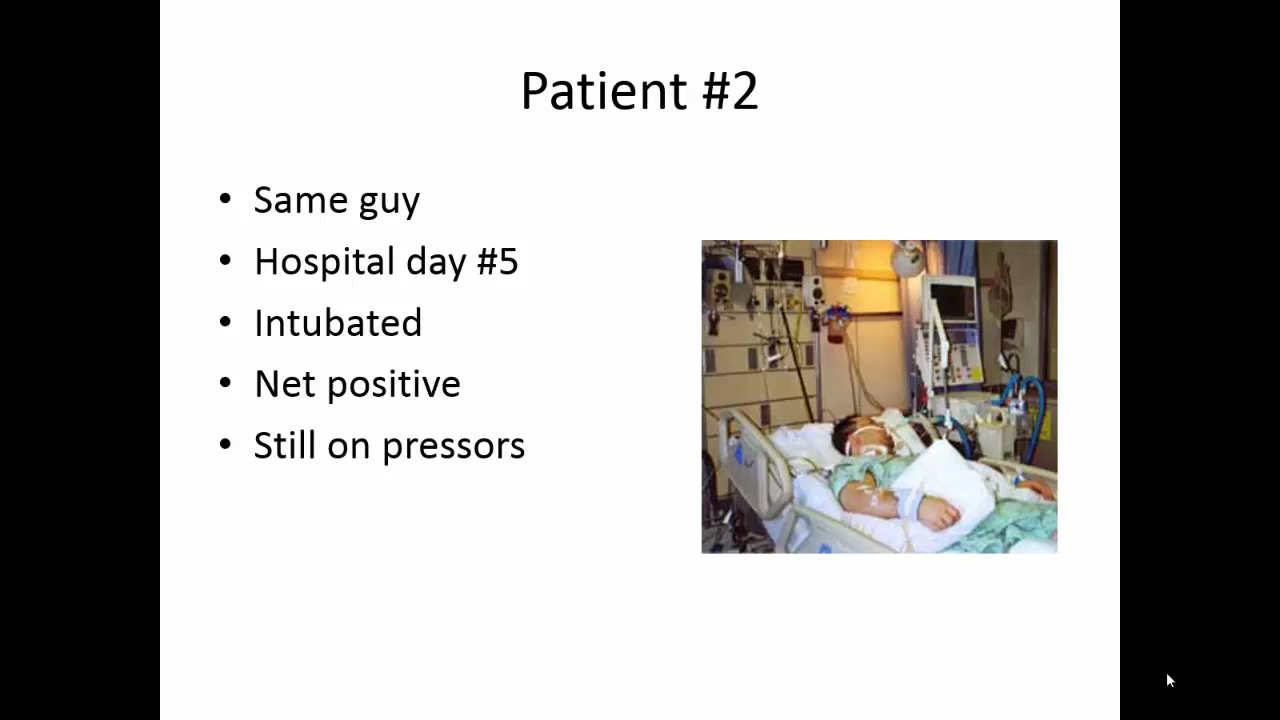 Patient #2
• Same guy
• Hospital day #5
• Intubated
• Net positive
• Still on pressors